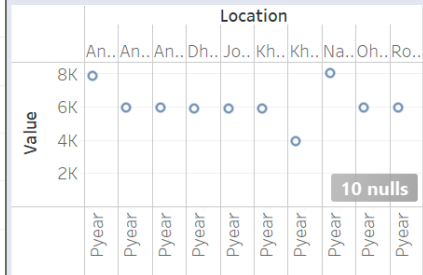 Location
An.. An.. An.. Dh.. Jo.. Kh.. Kh.. Na.. Oh.. Ro..
8K
6K
4K
2K
Value
10 nulls
Pyear Pyear Pyear Pyear Pyear Pyear Pyear Pyear Pyear Pyear